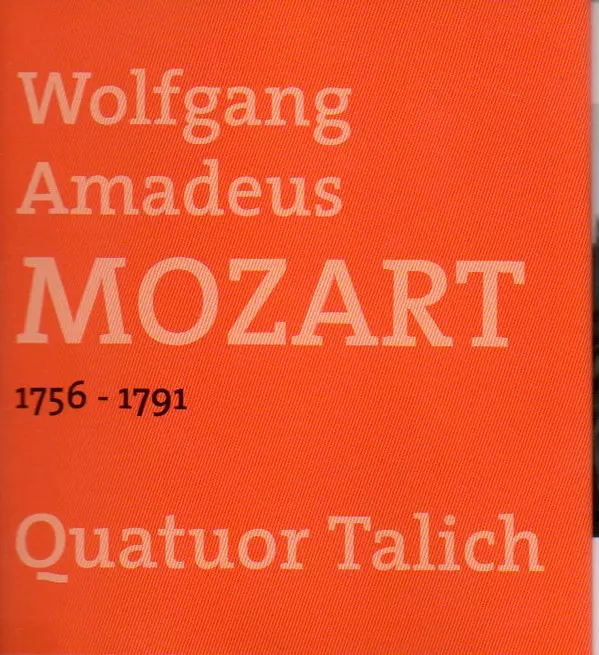 Wolfgang
Amadeus
MOZART
1756 - 1791
Quatuor Talich